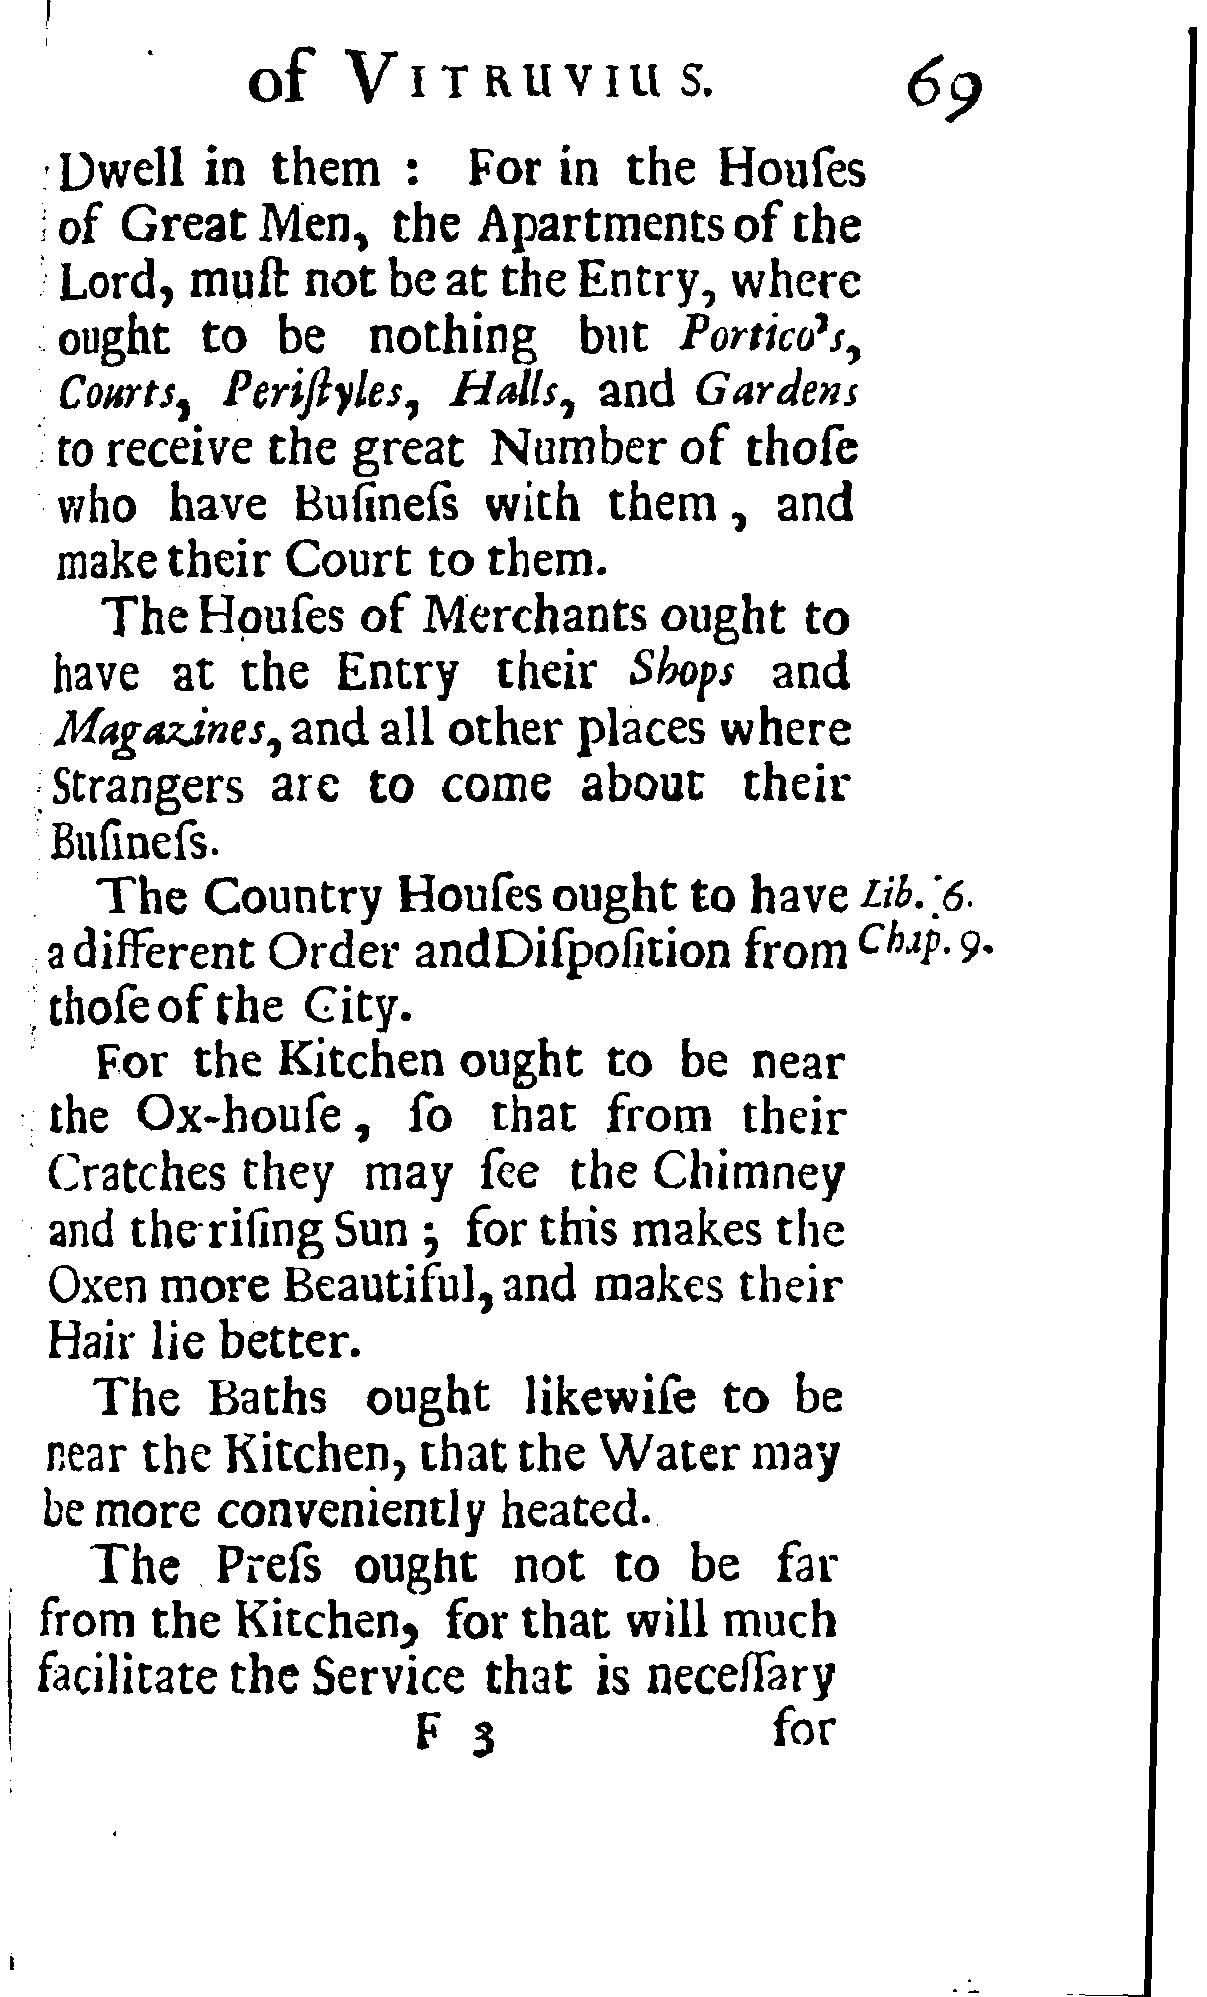 of VITRUVIUS. 69
Dwell in them : For in the Houſes
of Great Men, the Apartments of the
Lord, muſt not be at the Entry, where
ought to be nothing but Portico's,
Courts, Periſtyles, Halls, and Gardens
to receive the great Number of thoſe
who have Buſineſs with them, and
make their Court to them.
The Houſes of Merchants ought to
have at the Entry their Shops and
Magazines, and all other places where
Strangers are to come about their
Buſineſs.
The Country Houſes ought to have Lib. 6.
a different Order and Diſpoſition from Chap. 9.
thoſe of the City.
For the Kitchen ought to be near
the Ox-houſe, ſo that from their
Cratches they may ſee the Chimney
and the riſing Sun ; for this makes the
Oxen more Beautiful, and makes their
Hair lie better.
The Baths ought likewiſe to be
near the Kitchen, that the Water may
be more conveniently heated.
The Preſs ought not to be far
from the Kitchen, for that will much
facilitate the Service that is neceſſary
F 3 for